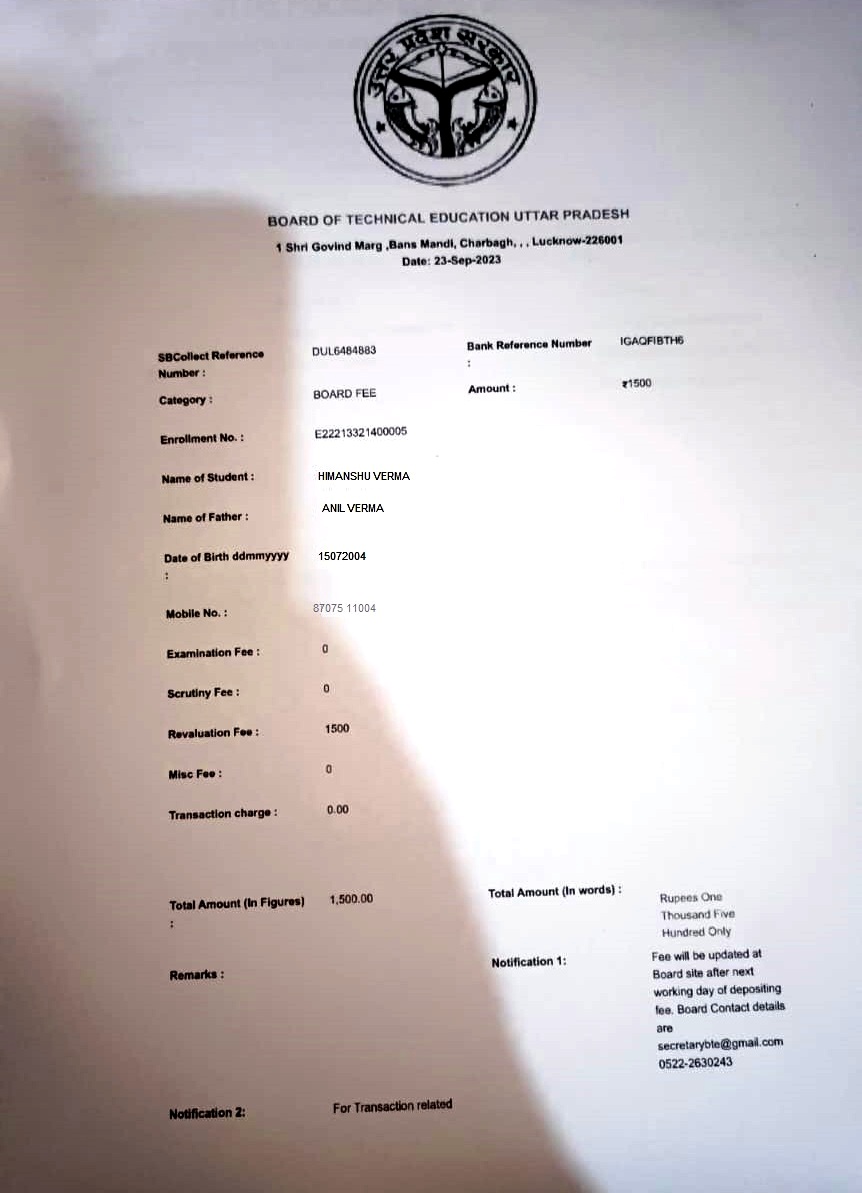 उत्तर प्रदेश सरकार
BOARD OF TECHNICAL EDUCATION UTTAR PRADESH
1 Shri Govind Marg ,Bans Mandi, Charbagh, , , Lucknow-226001
Date: 23-Sep-2023
SBCollect Reference Number : DUL6484883 Bank Reference Number : IGAQFIBTH6
Category : BOARD FEE Amount : ₹1500
Enrollment No. : E22213321400005
Name of Student : HIMANSHU VERMA
Name of Father : ANIL VERMA
Date of Birth ddmmyyyy : 15072004
Mobile No. : 87075 11004
Examination Fee : 0
Scrutiny Fee : 0
Revaluation Fee : 1500
Misc Fee : 0
Transaction charge : 0.00
Total Amount (In Figures) : 1,500.00 Total Amount (In words) : Rupees One
Thousand Five
Hundred Only
Remarks :
Notification 1: Fee will be updated at
Board site after next
working day of depositing
fee. Board Contact details
are
secretarybte@gmail.com
0522-2630243
Notification 2: For Transaction related